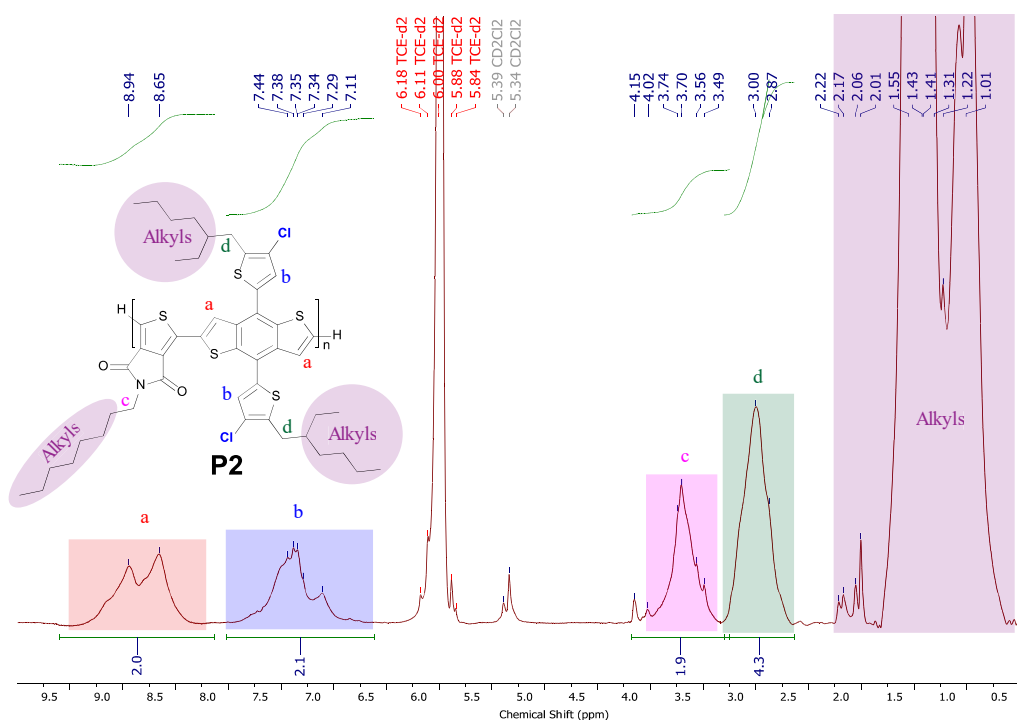 8.94
8.65
7.44
7.38
7.35
7.34
7.29
7.11
6.18 TCE-d2
6.11 TCE-d2
6.00 TCE-d2
5.88 TCE-d2
5.84 TCE-d2
5.39 CD2Cl2
5.34 CD2Cl2
4.15
4.02
3.74
3.70
3.56
3.49
3.00
2.87
2.22
2.17
2.06
2.01
1.55
1.43
1.41
1.31
1.22
1.01
Alkyls
d
Cl
S
b
a
H
S
S
H
n
S
a
O
O
N
c
b
S
Cl
d
Alkyls
Alkyls
P2
Alkyls
a
b
c
d
2.0
2.1
1.9
4.3
9.5 9.0 8.5 8.0 7.5 7.0 6.5 6.0 5.5 5.0 4.5 4.0 3.5 3.0 2.5 2.0 1.5 1.0 0.5
Chemical Shift (ppm)